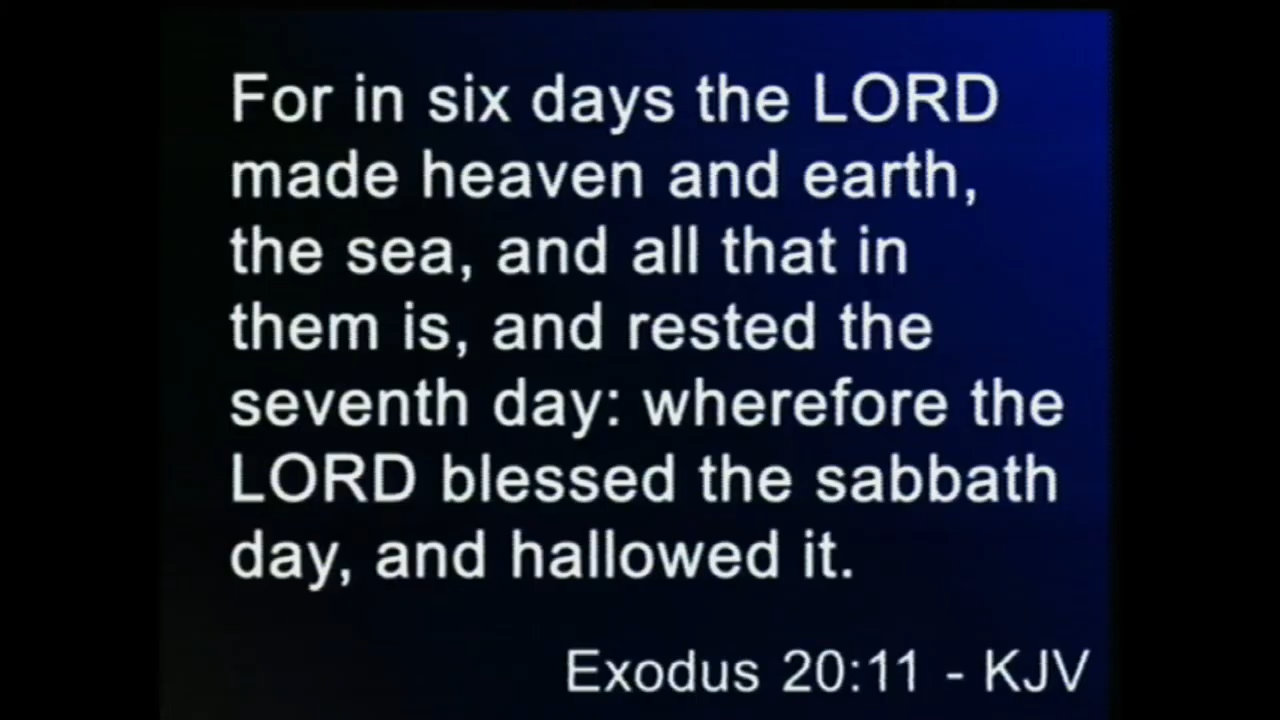 For in six days the LORD
made heaven and earth,
the sea, and all that in
them is, and rested the
seventh day: wherefore the
LORD blessed the sabbath
day, and hallowed it.
Exodus 20:11 - KJV